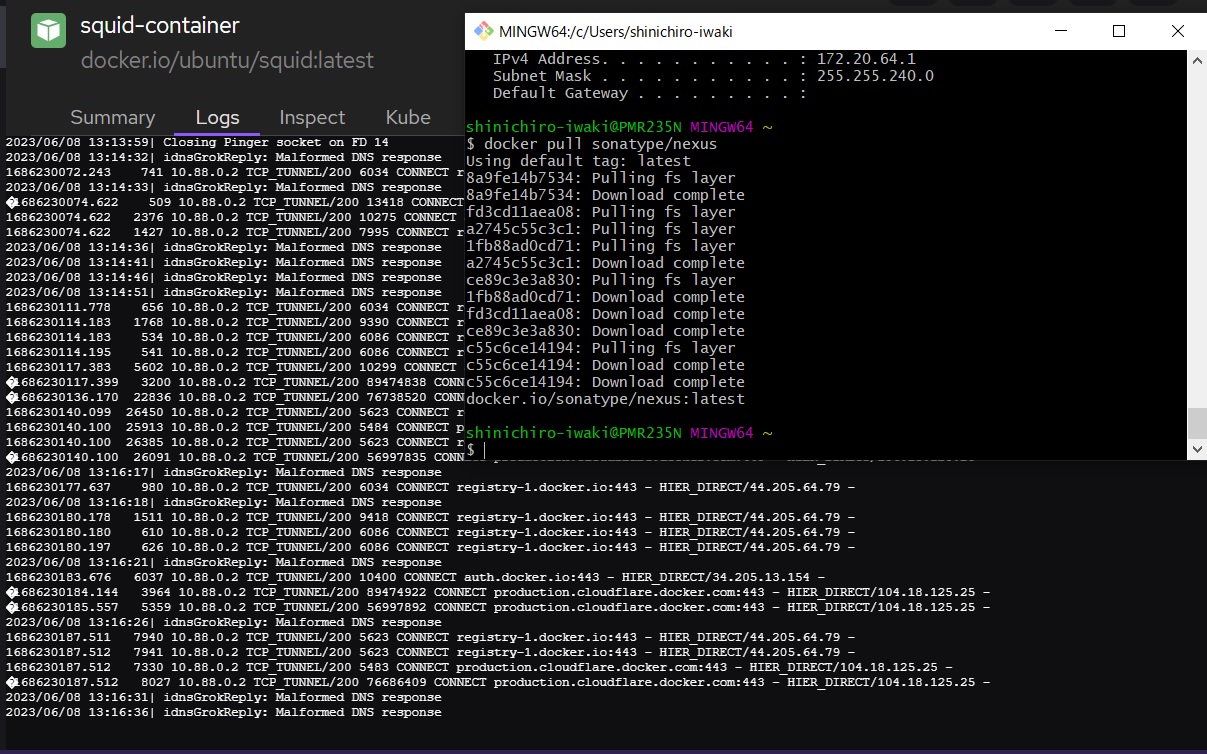 squid-container
docker.io/ubuntu/squid:latest
Summary Logs Inspect Kube
2023/06/08 13:13:59| Closing Pinger socket on FD 14
2023/06/08 13:14:32| idnsGrokReply: Malformed DNS response
1686230072.243 741 10.88.0.2 TCP_TUNNEL/200 6034 CONNECT r
2023/06/08 13:14:33| idnsGrokReply: Malformed DNS response
�1686230074.622 509 10.88.0.2 TCP_TUNNEL/200 13418 CONNECT
1686230074.622 2376 10.88.0.2 TCP_TUNNEL/200 10275 CONNECT
1686230074.622 1427 10.88.0.2 TCP_TUNNEL/200 7995 CONNECT r
2023/06/08 13:14:36| idnsGrokReply: Malformed DNS response
2023/06/08 13:14:41| idnsGrokReply: Malformed DNS response
2023/06/08 13:14:46| idnsGrokReply: Malformed DNS response
2023/06/08 13:14:51| idnsGrokReply: Malformed DNS response
1686230111.778 656 10.88.0.2 TCP_TUNNEL/200 6034 CONNECT r
1686230114.183 1768 10.88.0.2 TCP_TUNNEL/200 9390 CONNECT r
1686230114.183 534 10.88.0.2 TCP_TUNNEL/200 6086 CONNECT r
1686230114.195 541 10.88.0.2 TCP_TUNNEL/200 6086 CONNECT r
1686230117.383 5602 10.88.0.2 TCP_TUNNEL/200 10299 CONNECT
�1686230117.399 3200 10.88.0.2 TCP_TUNNEL/200 89474838 CONN
�1686230136.170 22836 10.88.0.2 TCP_TUNNEL/200 76738520 CONN
1686230140.099 26450 10.88.0.2 TCP_TUNNEL/200 5623 CONNECT r
1686230140.100 25913 10.88.0.2 TCP_TUNNEL/200 5484 CONNECT p
1686230140.100 26385 10.88.0.2 TCP_TUNNEL/200 5623 CONNECT r
�1686230140.100 26091 10.88.0.2 TCP_TUNNEL/200 56997835 CONN
2023/06/08 13:16:17| idnsGrokReply: Malformed DNS response
1686230177.637 980 10.88.0.2 TCP_TUNNEL/200 6034 CONNECT registry-1.docker.io:443 - HIER_DIRECT/44.205.64.79 -
2023/06/08 13:16:18| idnsGrokReply: Malformed DNS response
1686230180.178 1511 10.88.0.2 TCP_TUNNEL/200 9418 CONNECT registry-1.docker.io:443 - HIER_DIRECT/44.205.64.79 -
1686230180.180 610 10.88.0.2 TCP_TUNNEL/200 6086 CONNECT registry-1.docker.io:443 - HIER_DIRECT/44.205.64.79 -
1686230180.197 626 10.88.0.2 TCP_TUNNEL/200 6086 CONNECT registry-1.docker.io:443 - HIER_DIRECT/44.205.64.79 -
2023/06/08 13:16:21| idnsGrokReply: Malformed DNS response
1686230183.676 6037 10.88.0.2 TCP_TUNNEL/200 10400 CONNECT auth.docker.io:443 - HIER_DIRECT/34.205.13.154 -
�1686230184.144 3964 10.88.0.2 TCP_TUNNEL/200 89474922 CONNECT production.cloudflare.docker.com:443 - HIER_DIRECT/104.18.125.25 -
�1686230185.557 5359 10.88.0.2 TCP_TUNNEL/200 56997892 CONNECT production.cloudflare.docker.com:443 - HIER_DIRECT/104.18.125.25 -
2023/06/08 13:16:26| idnsGrokReply: Malformed DNS response
1686230187.511 7940 10.88.0.2 TCP_TUNNEL/200 5623 CONNECT registry-1.docker.io:443 - HIER_DIRECT/44.205.64.79 -
1686230187.512 7941 10.88.0.2 TCP_TUNNEL/200 5623 CONNECT registry-1.docker.io:443 - HIER_DIRECT/44.205.64.79 -
1686230187.512 7330 10.88.0.2 TCP_TUNNEL/200 5483 CONNECT production.cloudflare.docker.com:443 - HIER_DIRECT/104.18.125.25 -
�1686230187.512 8027 10.88.0.2 TCP_TUNNEL/200 76686409 CONNECT production.cloudflare.docker.com:443 - HIER_DIRECT/104.18.125.25 -
2023/06/08 13:16:31| idnsGrokReply: Malformed DNS response
2023/06/08 13:16:36| idnsGrokReply: Malformed DNS response
MINGW64:/c/Users/shinichiro-iwaki
IPv4 Address. . . . . . . . . . . : 172.20.64.1
Subnet Mask . . . . . . . . . . . : 255.255.240.0
Default Gateway . . . . . . . . . :
shinichiro-iwaki@PMR235N MINGW64 ~
$ docker pull sonatype/nexus
Using default tag: latest
8a9fe14b7534: Pulling fs layer
8a9fe14b7534: Download complete
fd3cd11aea08: Pulling fs layer
a2745c55c3c1: Pulling fs layer
1fb88ad0cd71: Pulling fs layer
a2745c55c3c1: Download complete
ce89c3e3a830: Pulling fs layer
1fb88ad0cd71: Download complete
fd3cd11aea08: Download complete
ce89c3e3a830: Download complete
c55c6ce14194: Pulling fs layer
c55c6ce14194: Download complete
c55c6ce14194: Download complete
docker.io/sonatype/nexus:latest
shinichiro-iwaki@PMR235N MINGW64 ~
$